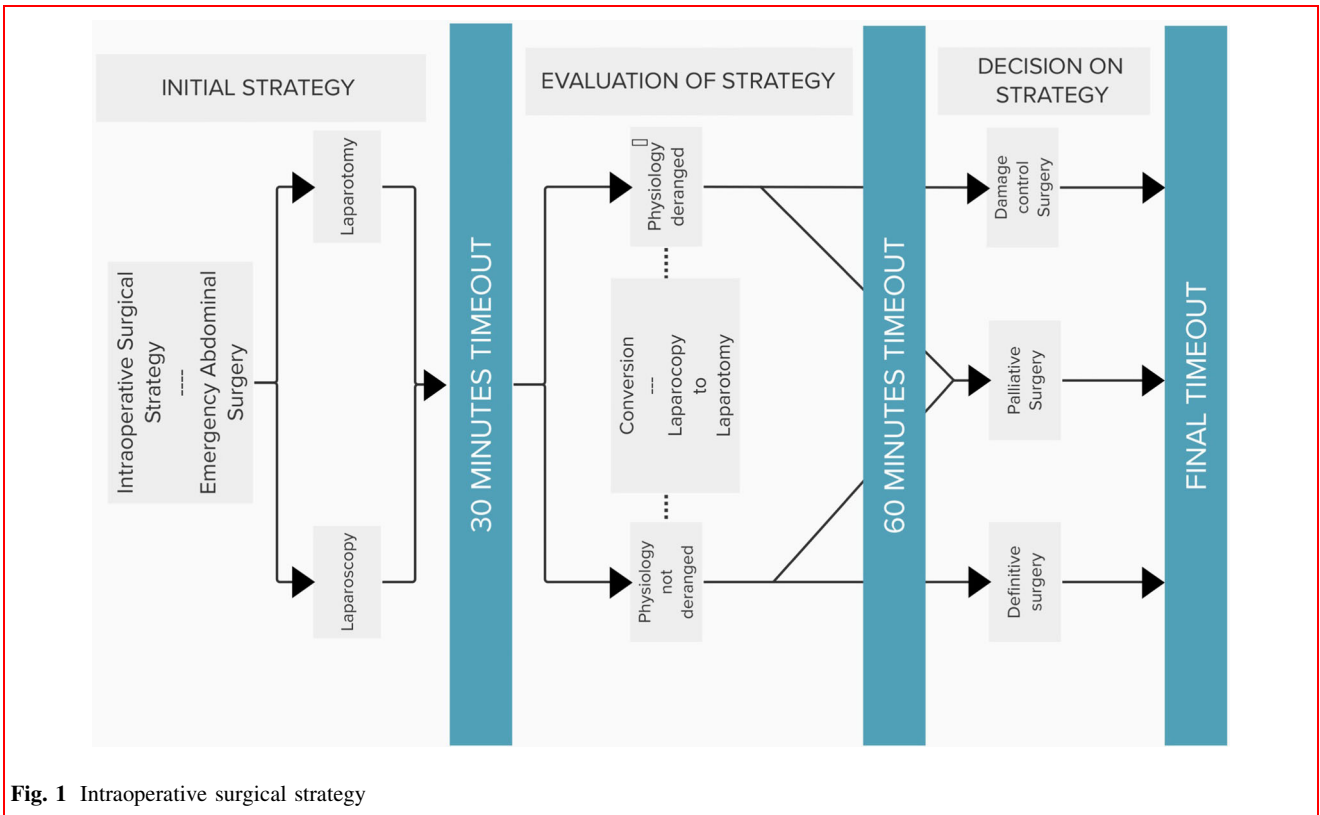 INITIAL STRATEGY
Intraoperative Surgical
Strategy
----
Emergency Abdominal
Surgery
Laparotomy
Laparoscopy
30 MINUTES TIMEOUT
EVALUATION OF STRATEGY
Physiology
deranged
Conversion
---
Laparocopy
to
Laparotomy
Physiology
not
deranged
60 MINUTES TIMEOUT
DECISION ON
STRATEGY
Damage
control
Surgery
Palliative
Surgery
Definitive
surgery
FINAL TIMEOUT
Fig. 1 Intraoperative surgical strategy